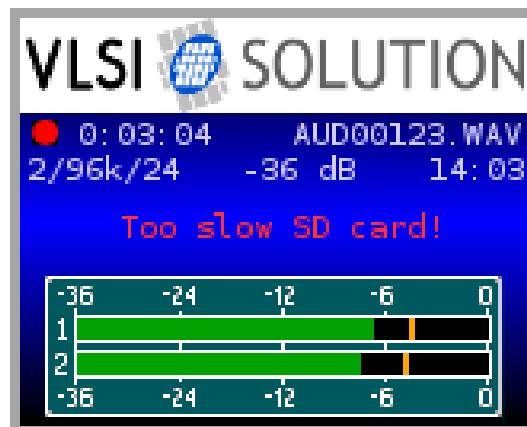 VLSI SOLUTION
0:03:04 AUD00123.WAV
2/96k/24 -36 dB 14:03
Too slow SD card!
-36 -24 -12 -6 0
1
2
-36 -24 -12 -6 0